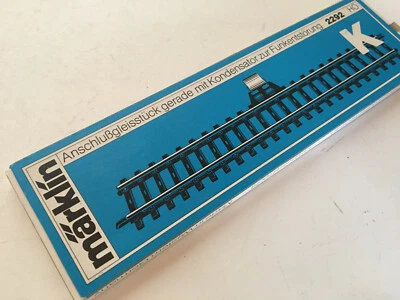 märklin
Anschlußgleisstück gerade mit Kondensator zur Funkentstörung 2292 HO
K